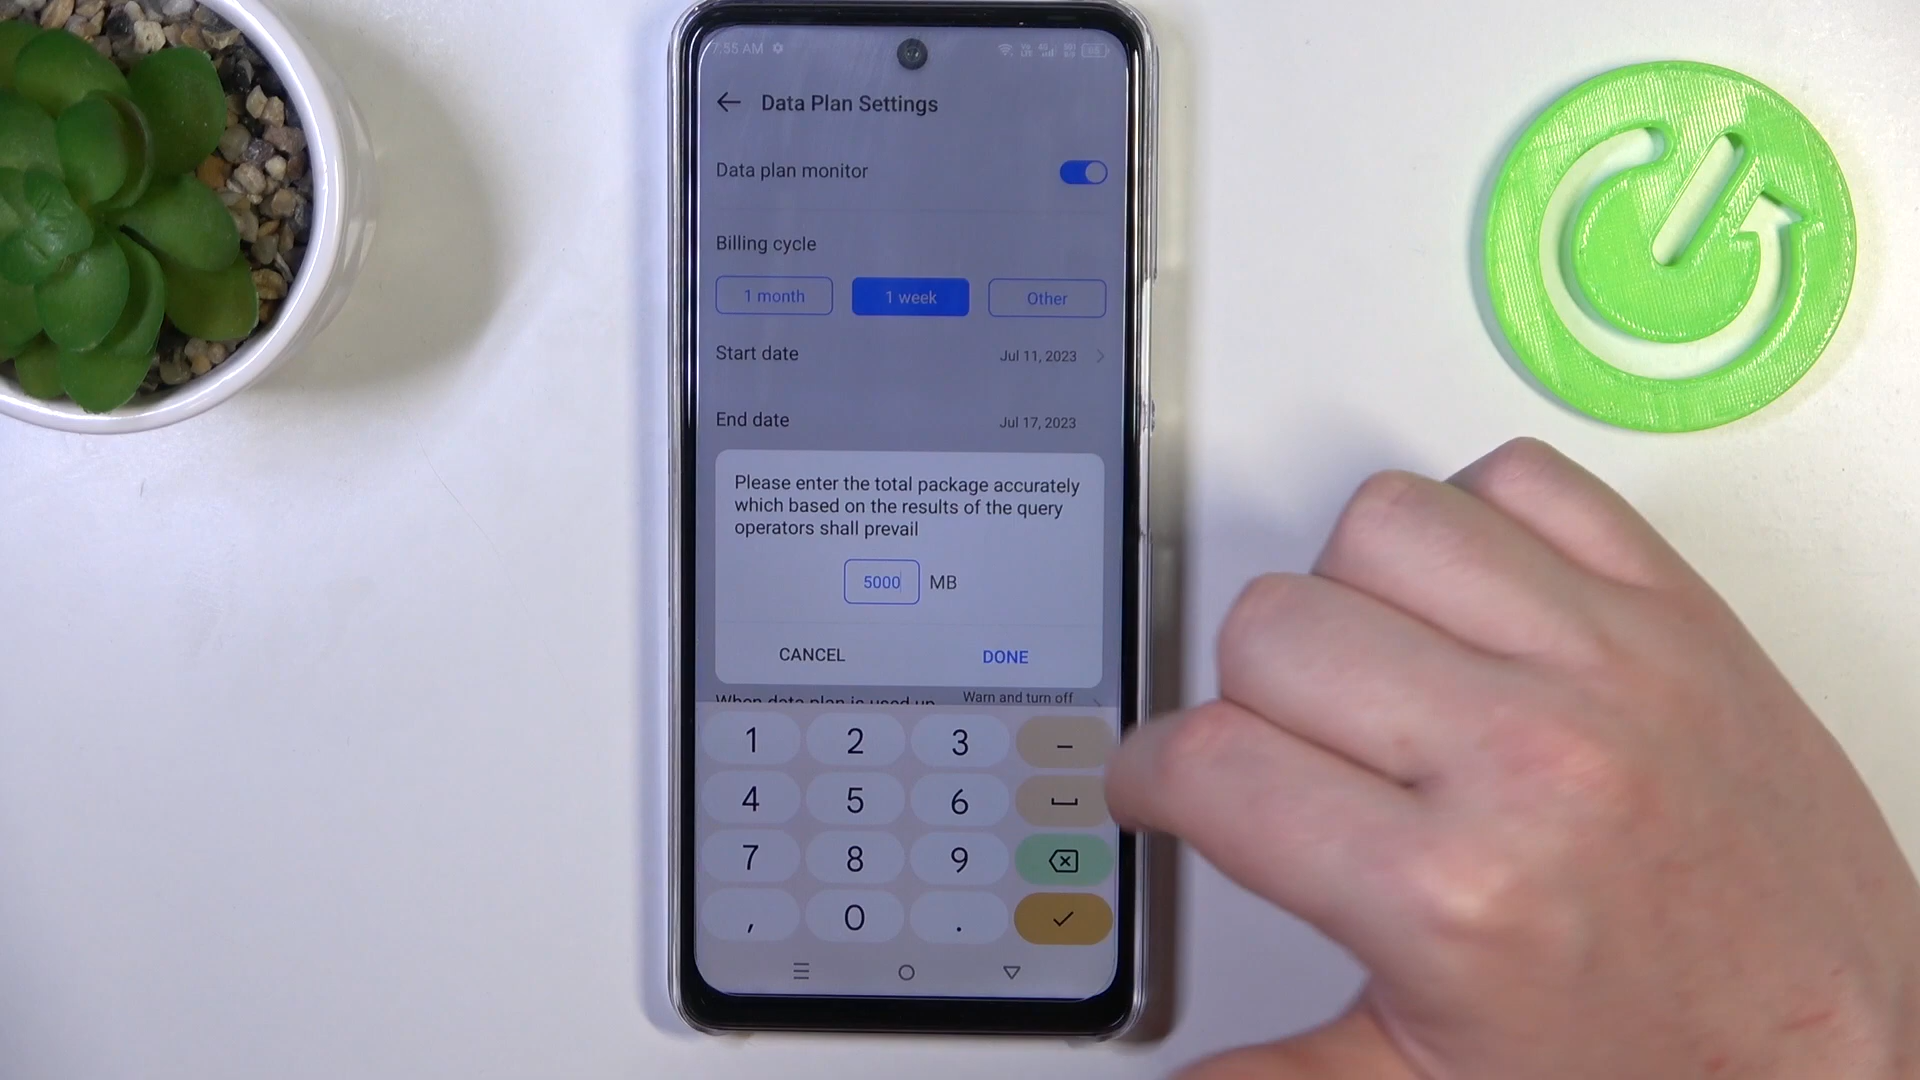 7:55 AM
Data Plan Settings
Data plan monitor
Billing cycle
1 month 1 week Other
Start date Jul 11, 2023
End date Jul 17, 2023
Please enter the total package accurately
which based on the results of the query
operators shall prevail
5000 MB
CANCEL DONE
When data plan is used up Warn and turn off
1 2 3 –
4 5 6
7 8 9
, 0 .